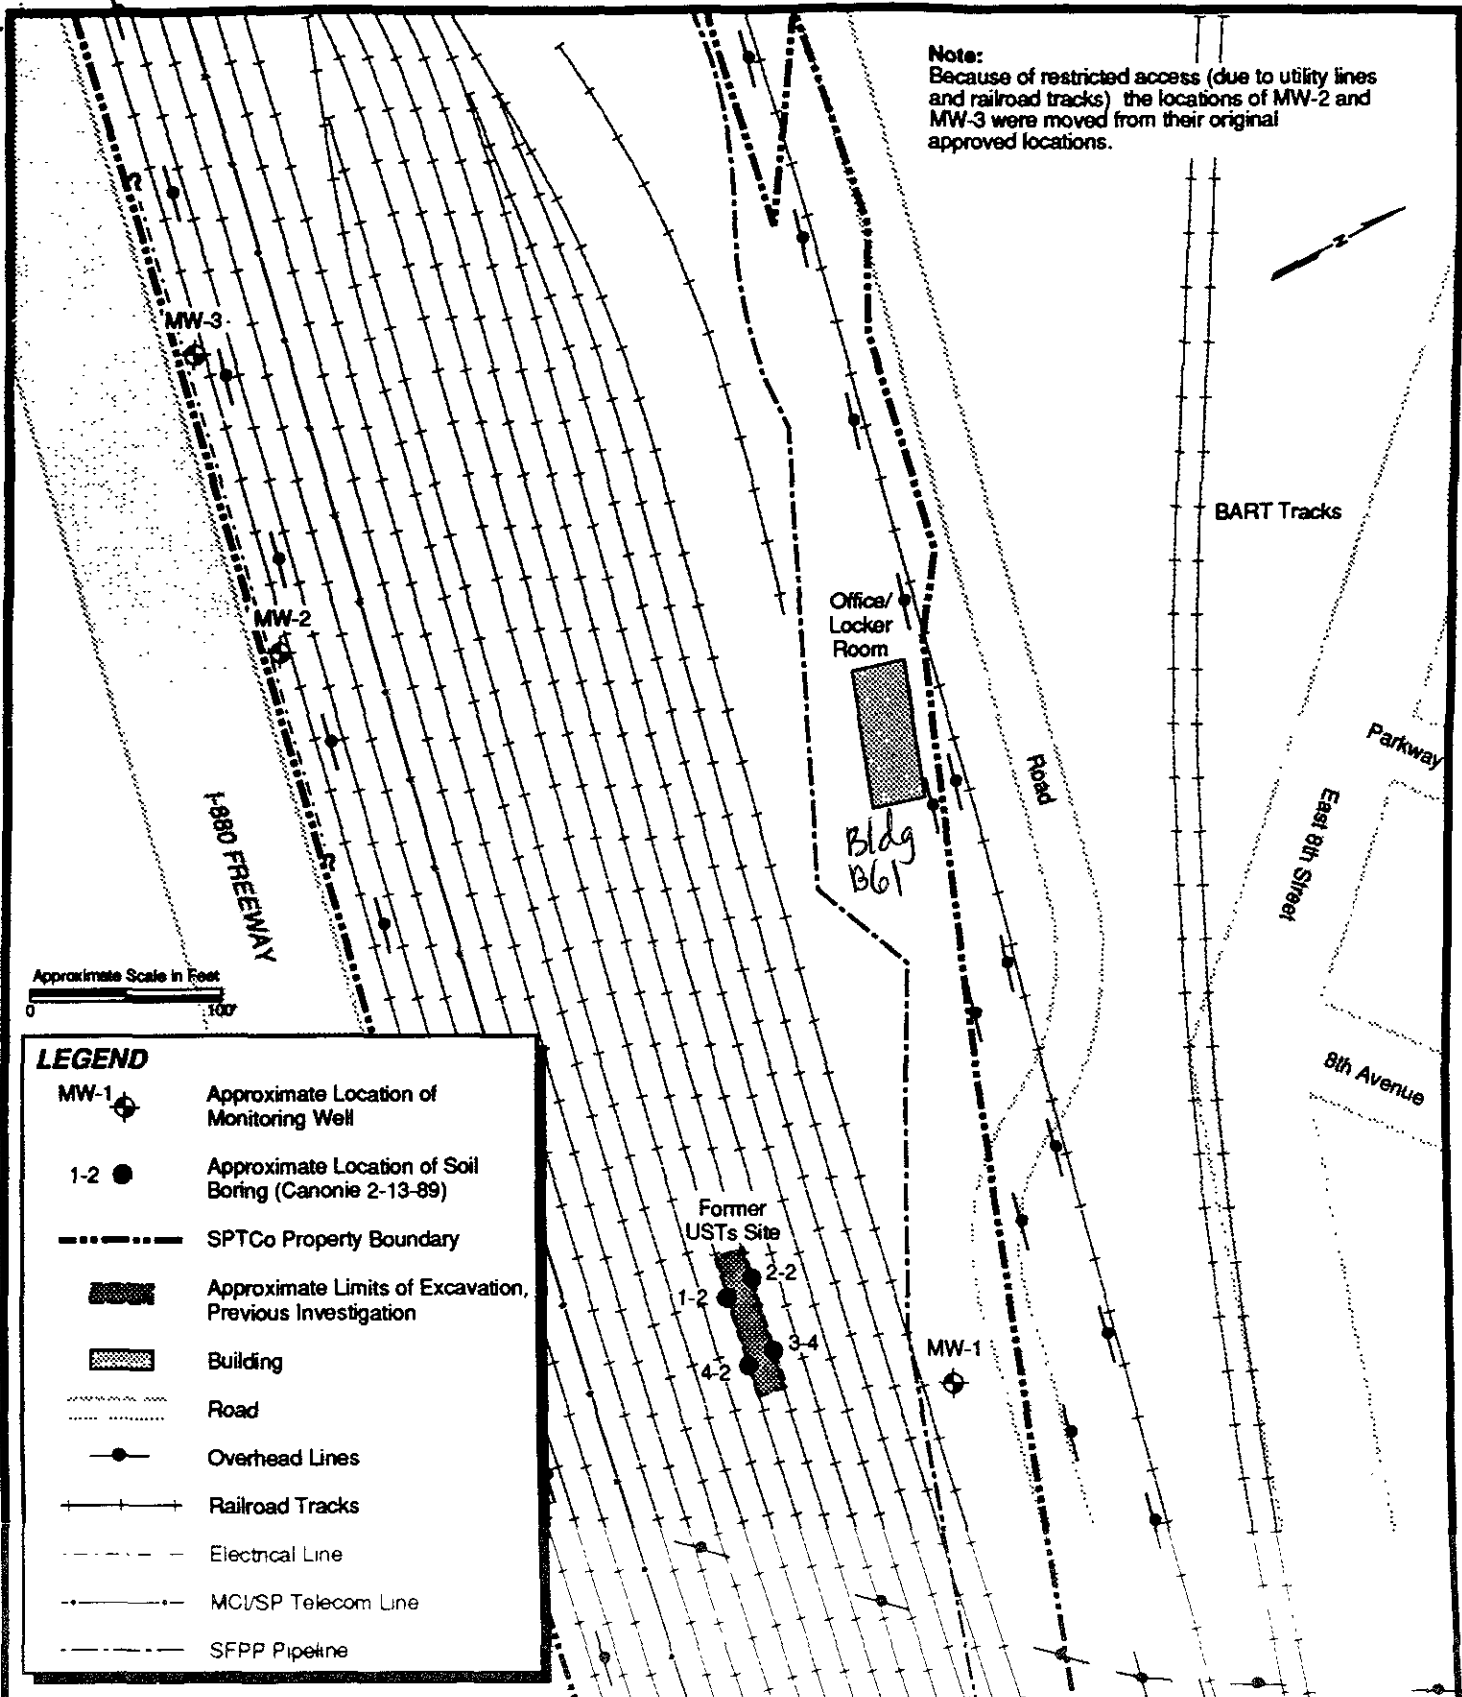 Note:
Because of restricted access (due to utility lines
and railroad tracks) the locations of MW-2 and
MW-3 were moved from their original
approved locations.
N
MW-3
BART Tracks
Office/
Locker
Room
MW-2
Parkway
Road
East 8th Street
I-880 FREEWAY
Bldg
B61
Approximate Scale in Feet
0 100'
8th Avenue
LEGEND
MW-1 Approximate Location of
Monitoring Well
1-2 Approximate Location of Soil
Boring (Canonie 2-13-89)
SPTCo Property Boundary
Approximate Limits of Excavation,
Previous Investigation
Building
Road
Overhead Lines
Railroad Tracks
Electrical Line
MCI/SP Telecom Line
SFPP Pipeline
Former
USTs Site
2-2
1-2
3-4
4-2
MW-1